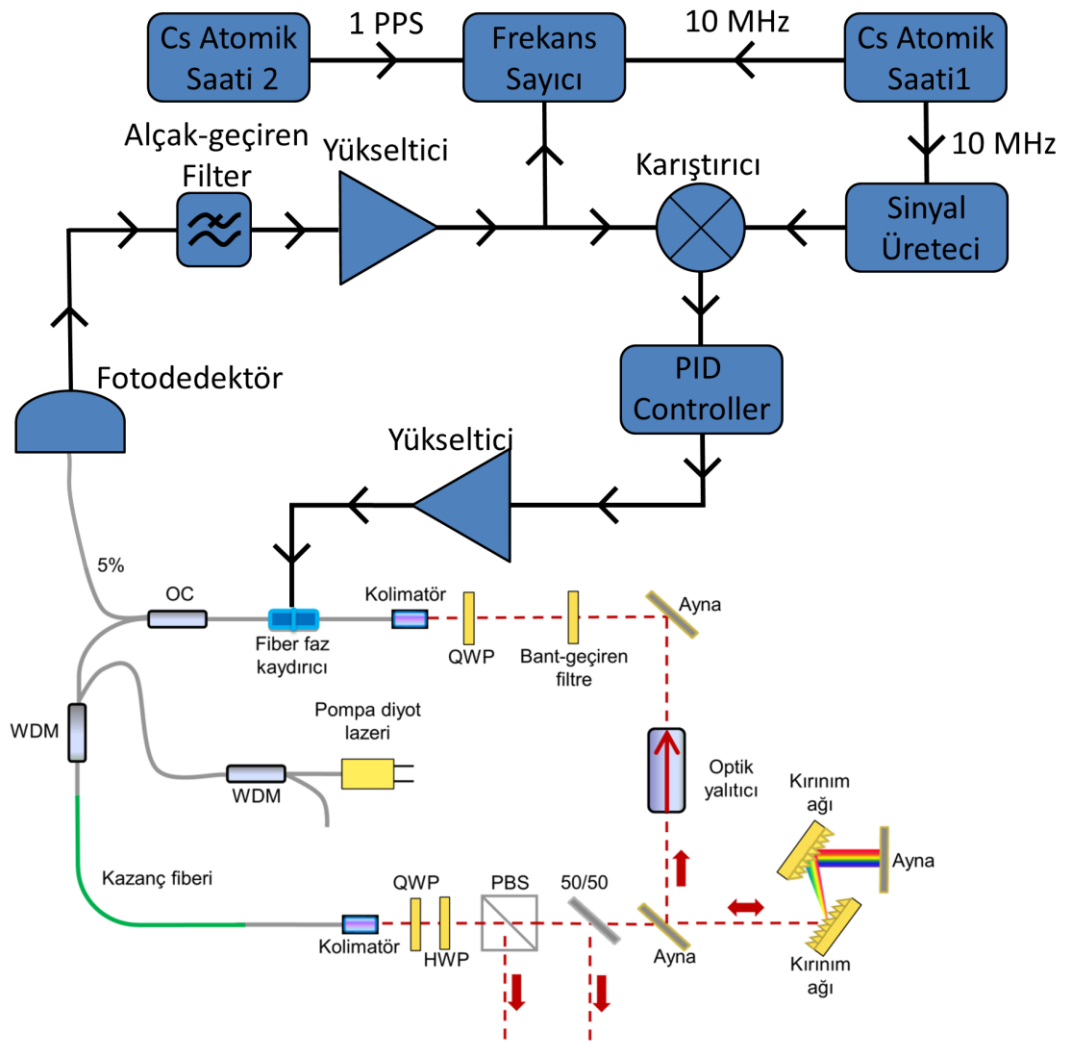 Cs Atomik
Saati 2
1 PPS
Frekans
Sayıcı
10 MHz
Cs Atomik
Saati1
Alçak-geçiren
Filter
Yükseltici
Karıştırıcı
10 MHz
Sinyal
Üreteci
Fotodedektör
PID
Controller
Yükseltici
5%
OC
Fiber faz
kaydırıcı
Kolimatör
QWP
Bant-geçiren
filtre
Ayna
WDM
Pompa diyot
lazeri
WDM
Optik
yalıtıcı
Kırınım
ağı
Ayna
Kazanç fiberi
Kolimatör
QWP
HWP
PBS
50/50
Ayna
Kırınım
ağı